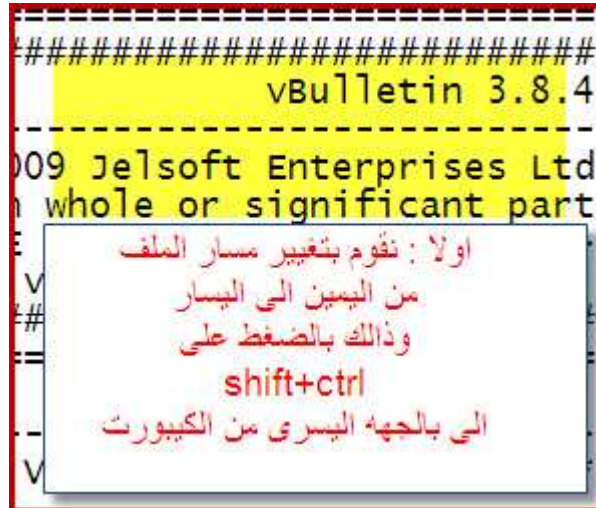 ############################
vBulletin 3.8.4
----------------------------
009 Jelsoft Enterprises Ltd
whole or significant part
اولا : نقوم بتغيير مسار الملف
من اليمين الى اليسار
وذالك بالضغط على
shift+ctrl
الى بالجهه اليسرى من الكيبورت
v
##
==
--
v